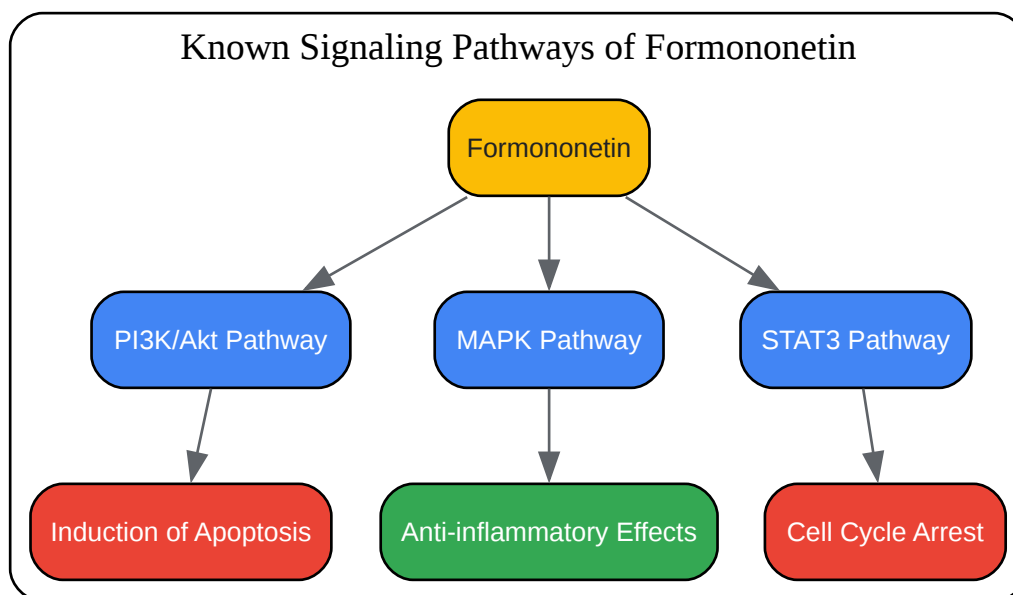 Known Signaling Pathways of Formononetin
Formononetin
PI3K/Akt Pathway
MAPK Pathway
STAT3 Pathway
Induction of Apoptosis
Anti-inflammatory Effects
Cell Cycle Arrest